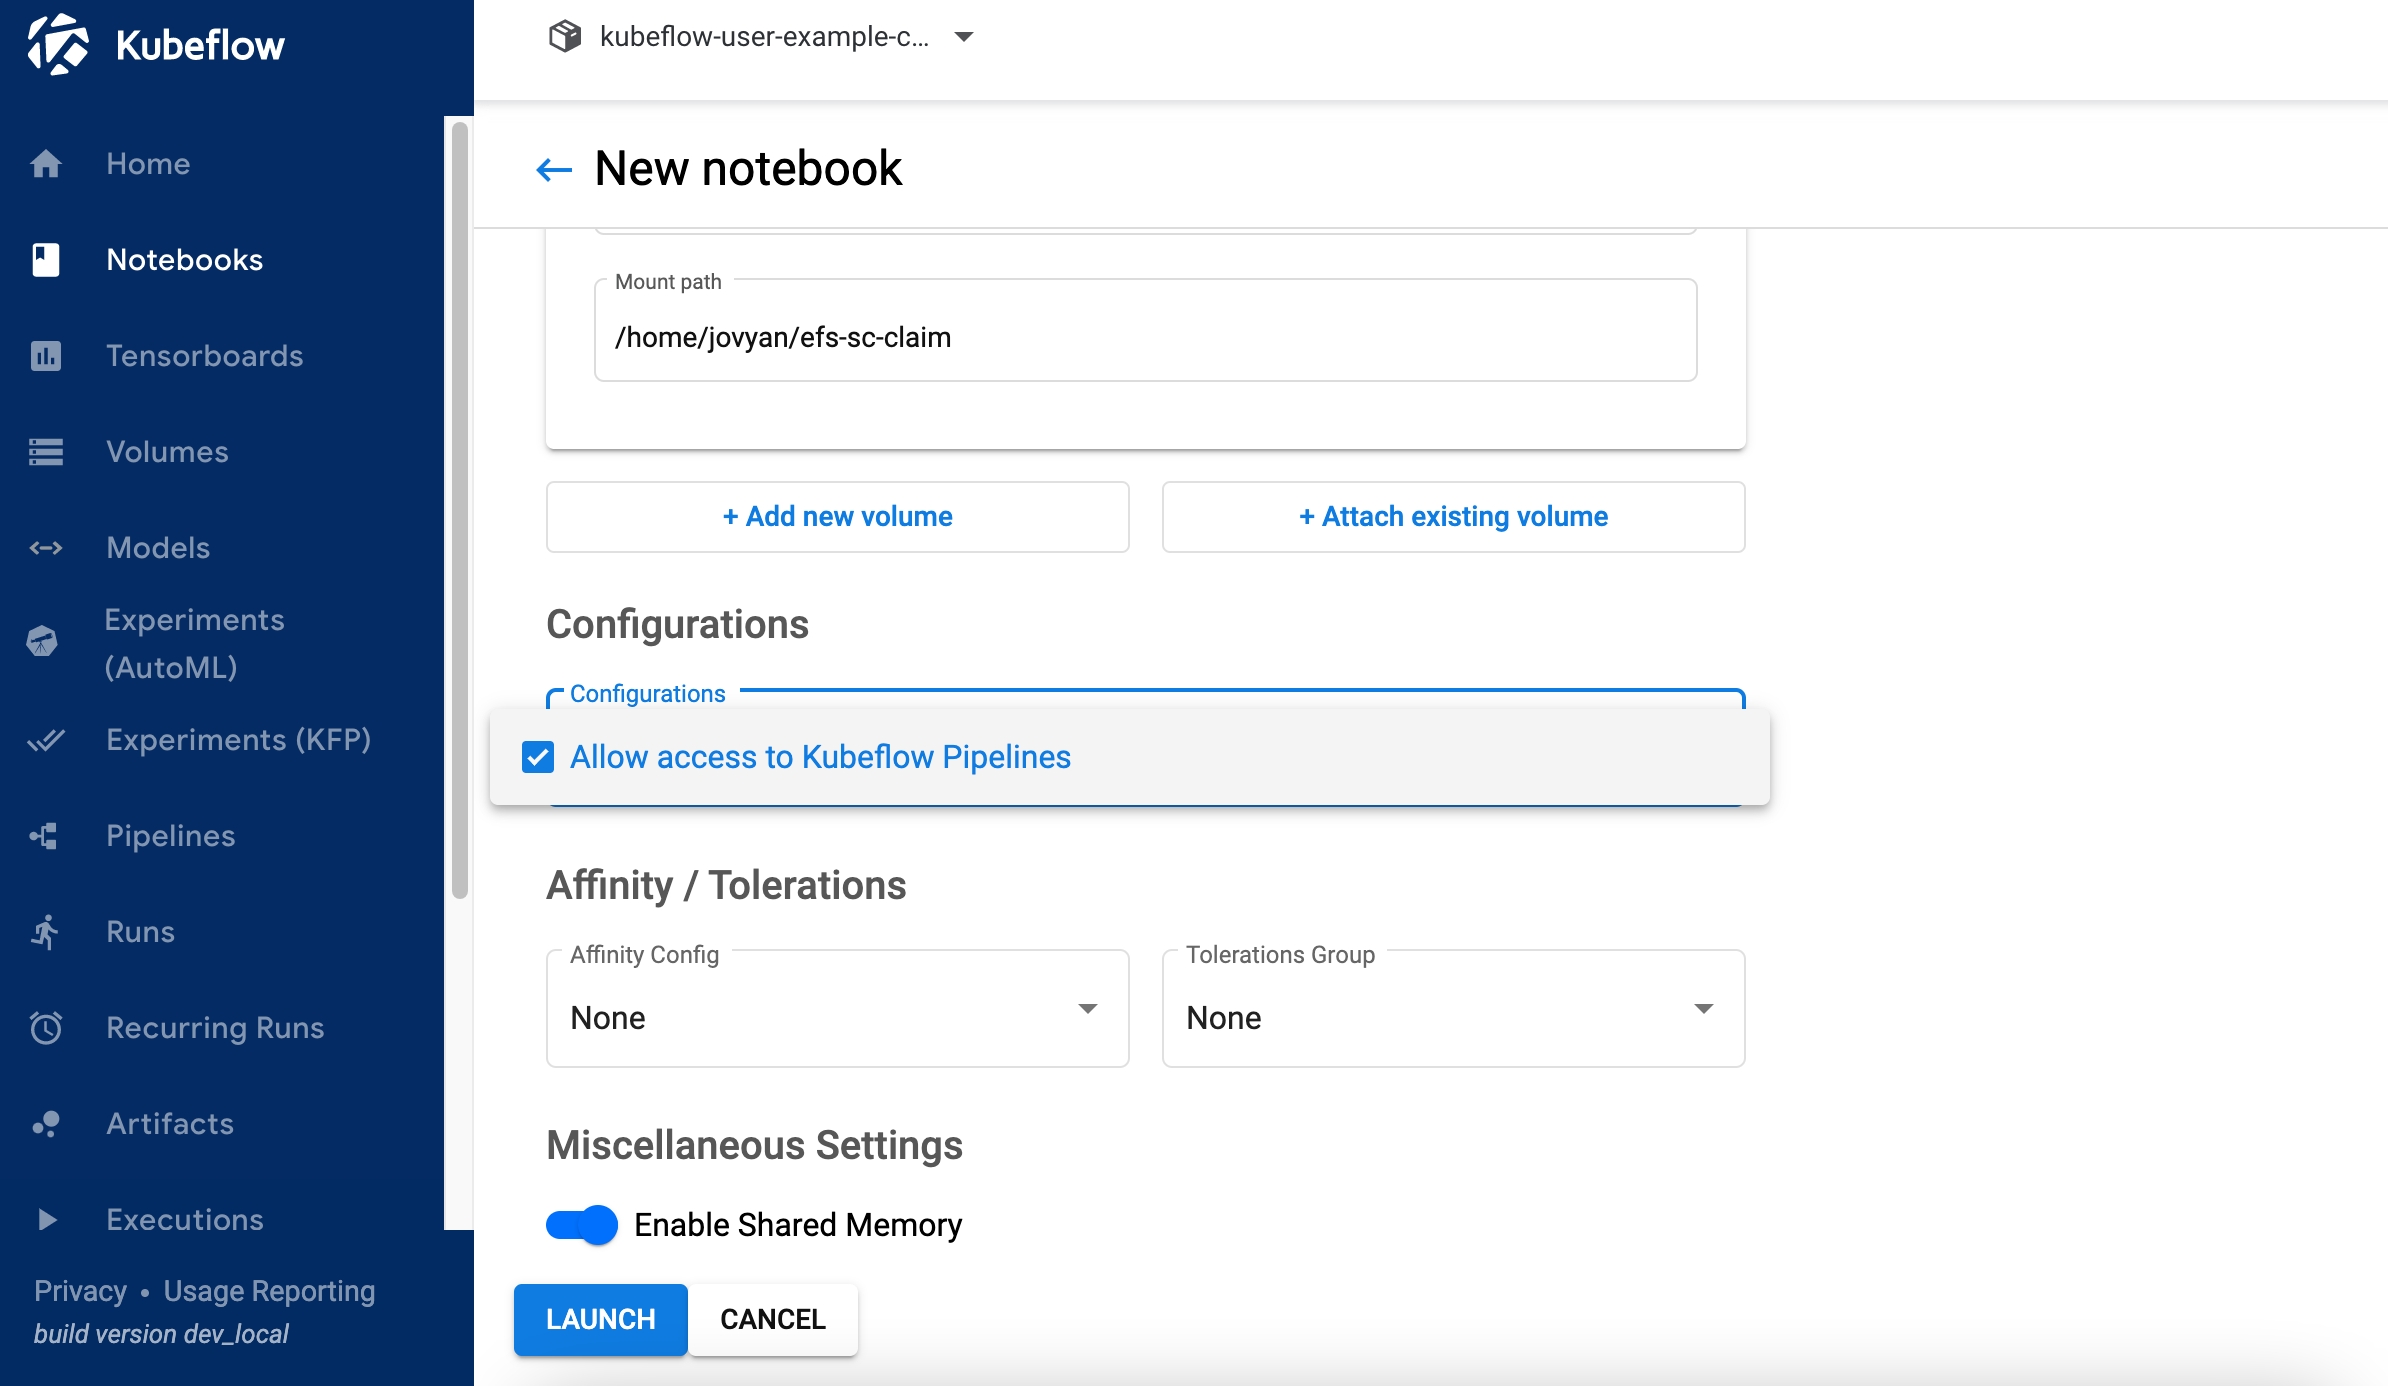 Kubeflow
Home
Notebooks
Tensorboards
Volumes
Models
Experiments
(AutoML)
Experiments (KFP)
Pipelines
Runs
Recurring Runs
Artifacts
Executions
Privacy • Usage Reporting
build version dev_local
kubeflow-user-example-c...
New notebook
Mount path
/home/jovyan/efs-sc-claim
+ Add new volume
+ Attach existing volume
Configurations
Configurations
Allow access to Kubeflow Pipelines
Affinity / Tolerations
Affinity Config
None
Tolerations Group
None
Miscellaneous Settings
Enable Shared Memory
LAUNCH
CANCEL